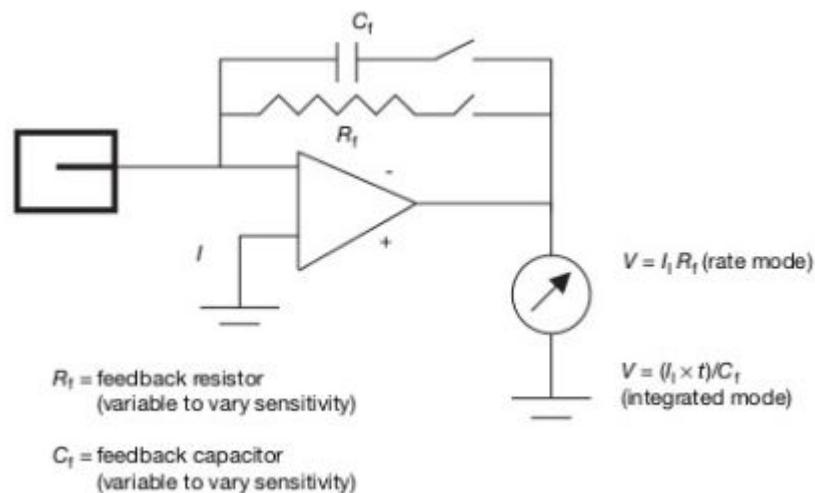 C_f
R_f
-
+
I
V = I_I R_f (rate mode)
V = (I_I × t)/C_f
(integrated mode)
R_f = feedback resistor
(variable to vary sensitivity)
C_f = feedback capacitor
(variable to vary sensitivity)